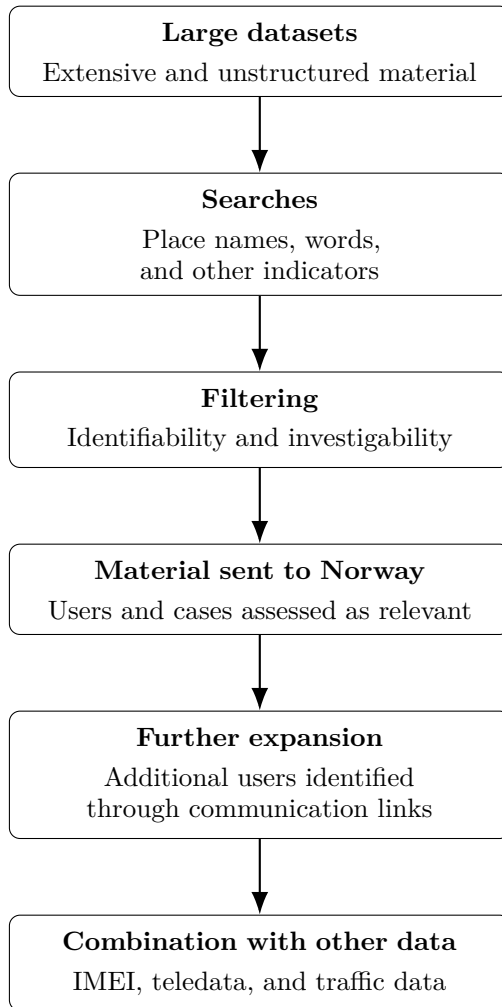 Large datasets
Extensive and unstructured material
Searches
Place names, words,
and other indicators
Filtering
Identifiability and investigability
Material sent to Norway
Users and cases assessed as relevant
Further expansion
Additional users identified
through communication links
Combination with other data
IMEI, teledata, and traffic data